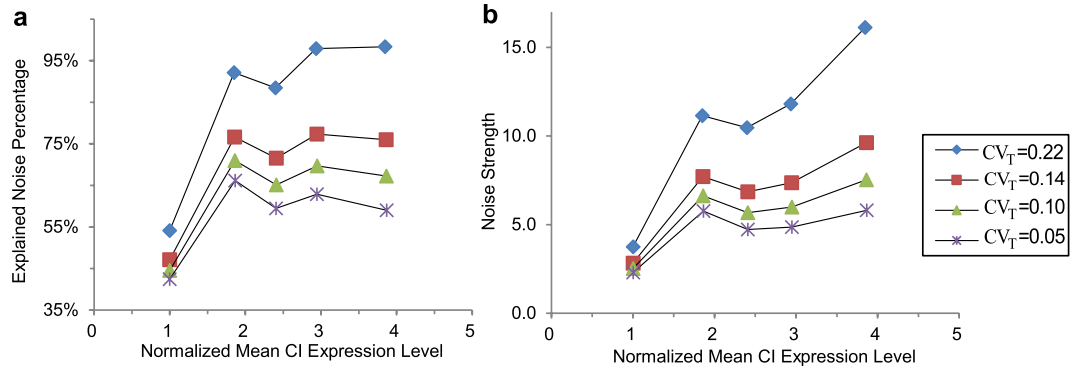 a
Explained Noise Percentage
95%
75%
55%
35%
0
1
2
3
4
5
Normalized Mean CI Expression Level
b
Noise Strength
15.0
10.0
5.0
0.0
0
1
2
3
4
5
Normalized Mean CI Expression Level
CVT=0.22
CVT=0.14
CVT=0.10
CVT=0.05